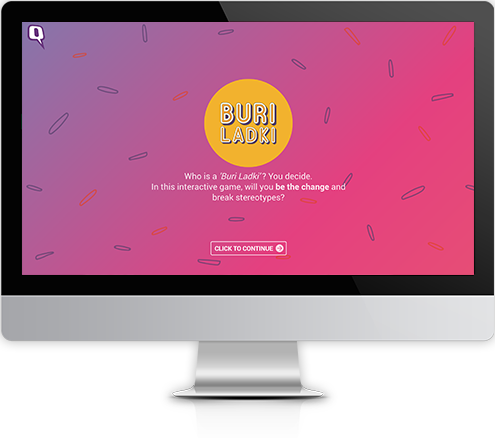 Q
BURI
LADKI
Who is a "Buri Ladki"? You decide.
In this interactive game, will you be the change and
break stereotypes?
CLICK TO CONTINUE